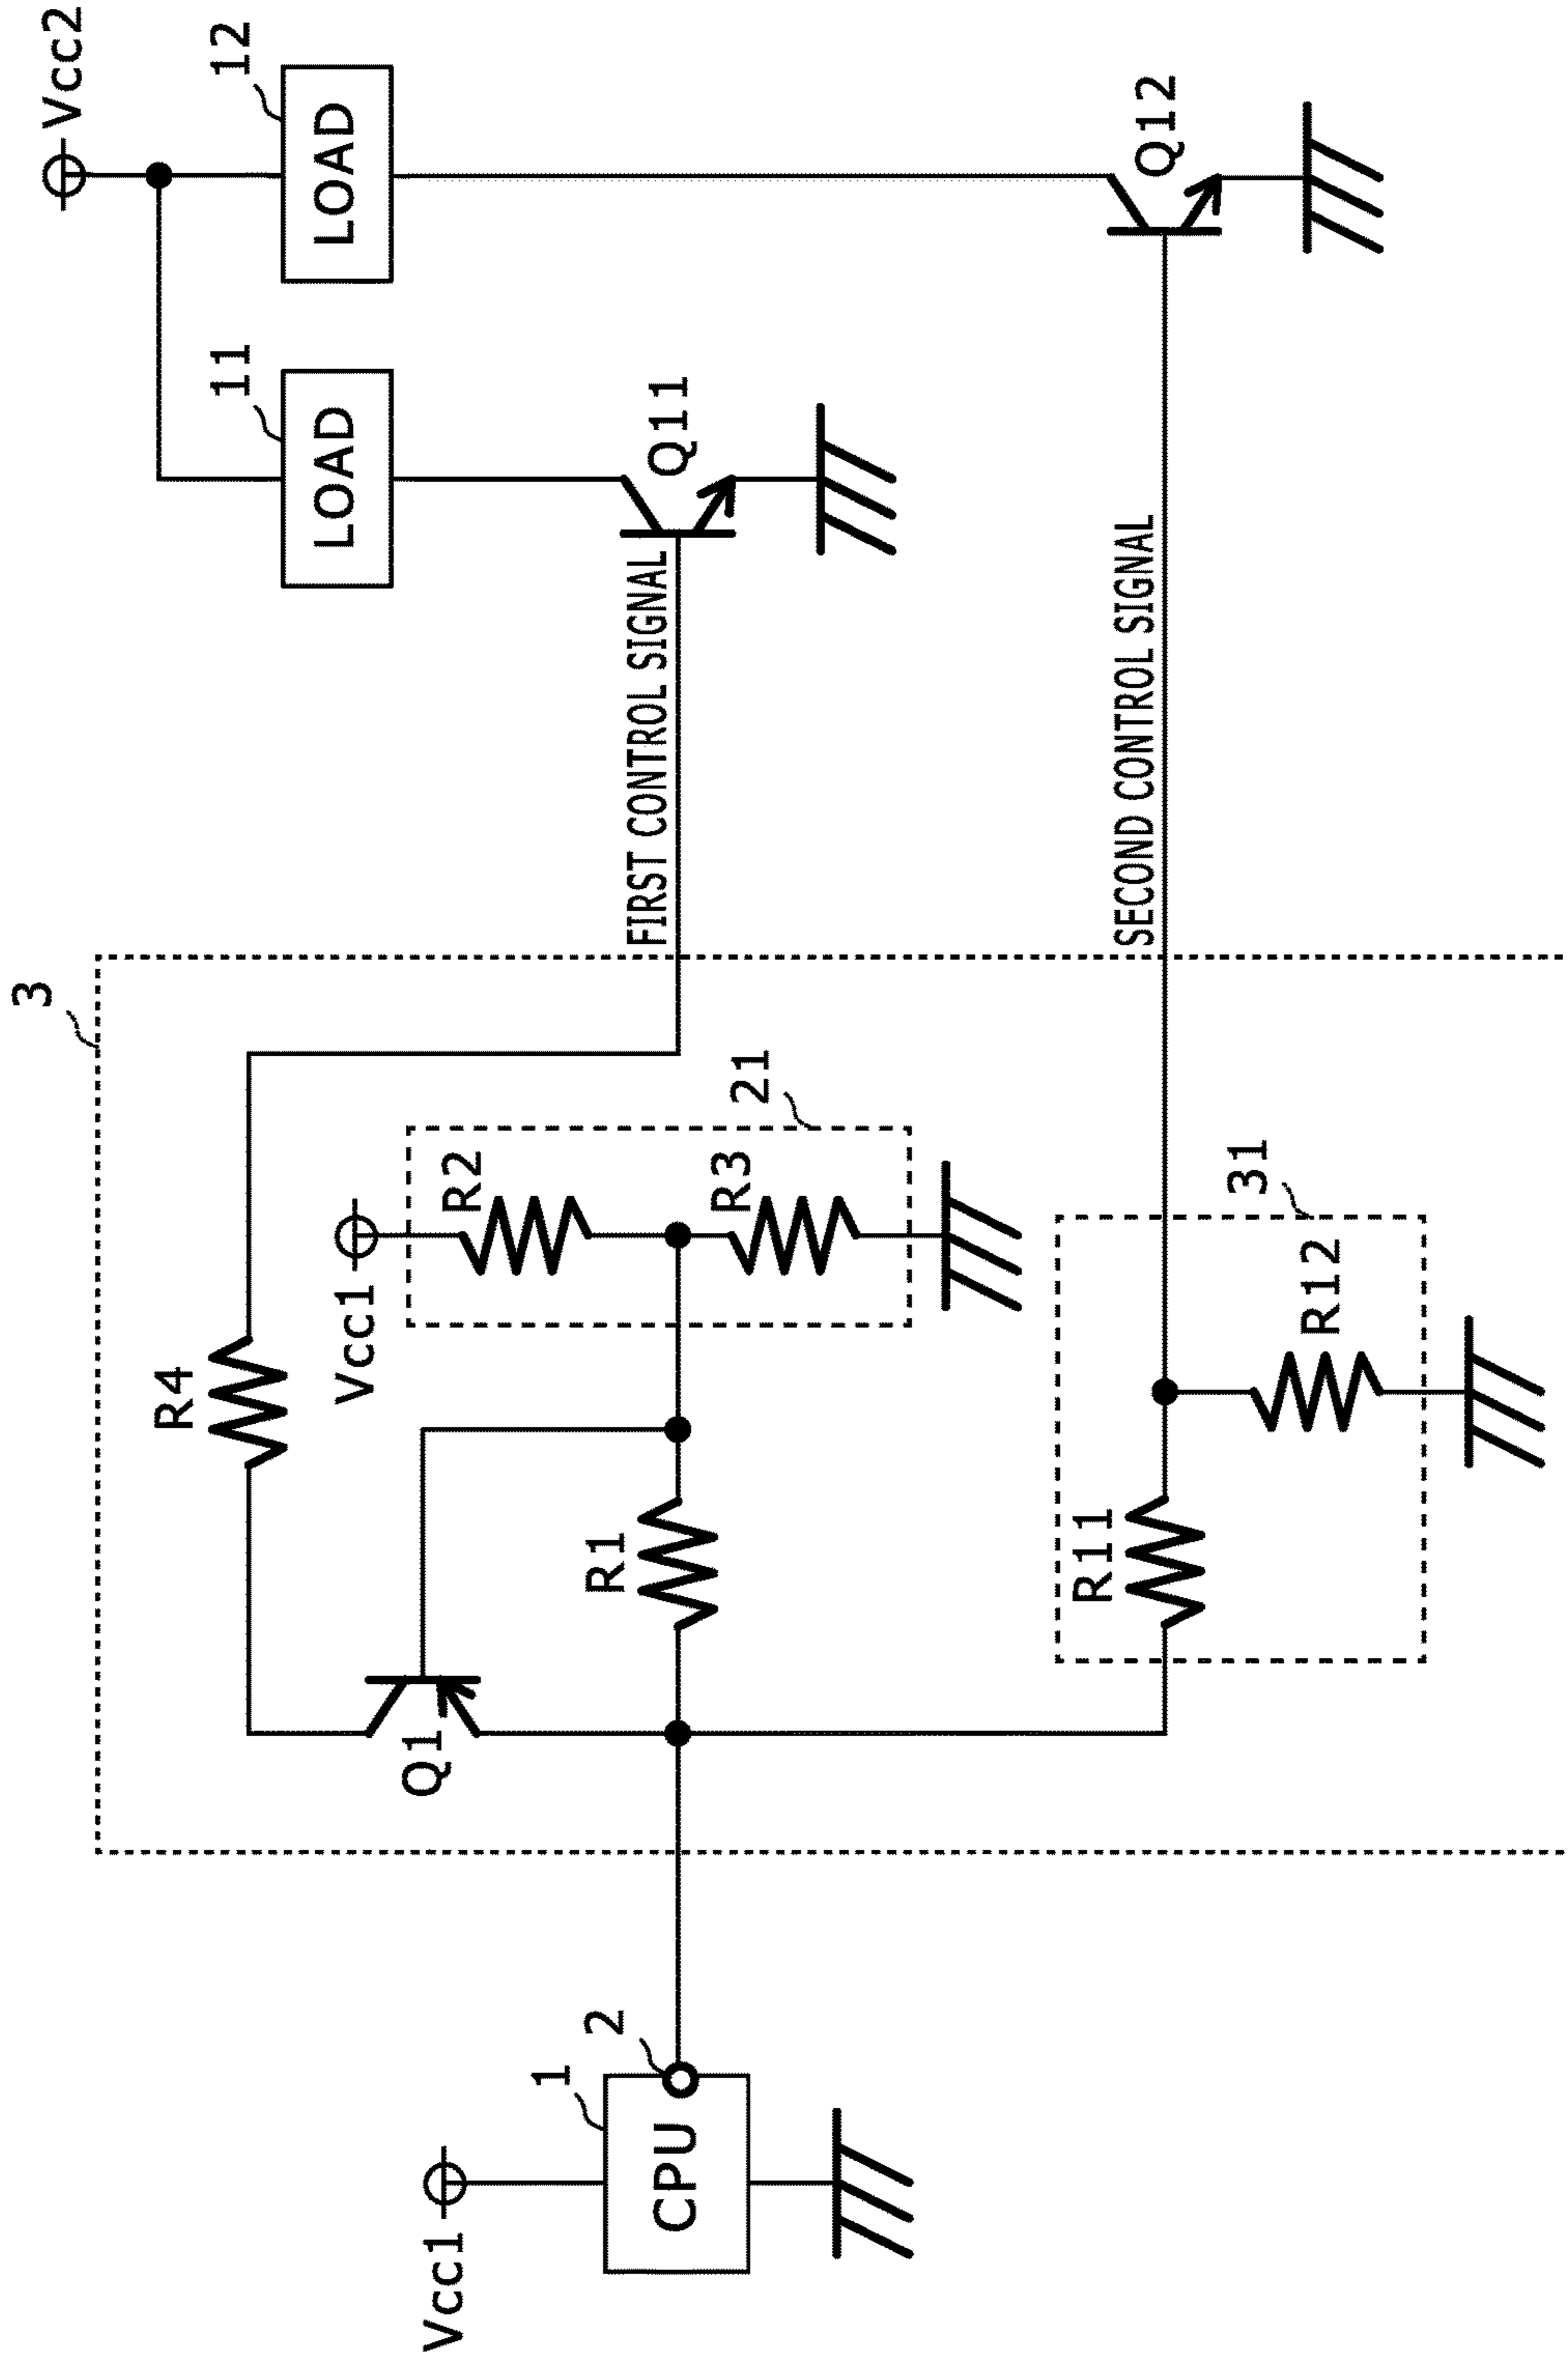 Vcc1
1
CPU
2
3
Q1
R4
R1
Vcc1
R2
R3
21
R11
R12
31
FIRST CONTROL SIGNAL
SECOND CONTROL SIGNAL
Vcc2
11
LOAD
12
LOAD
Q11
Q12